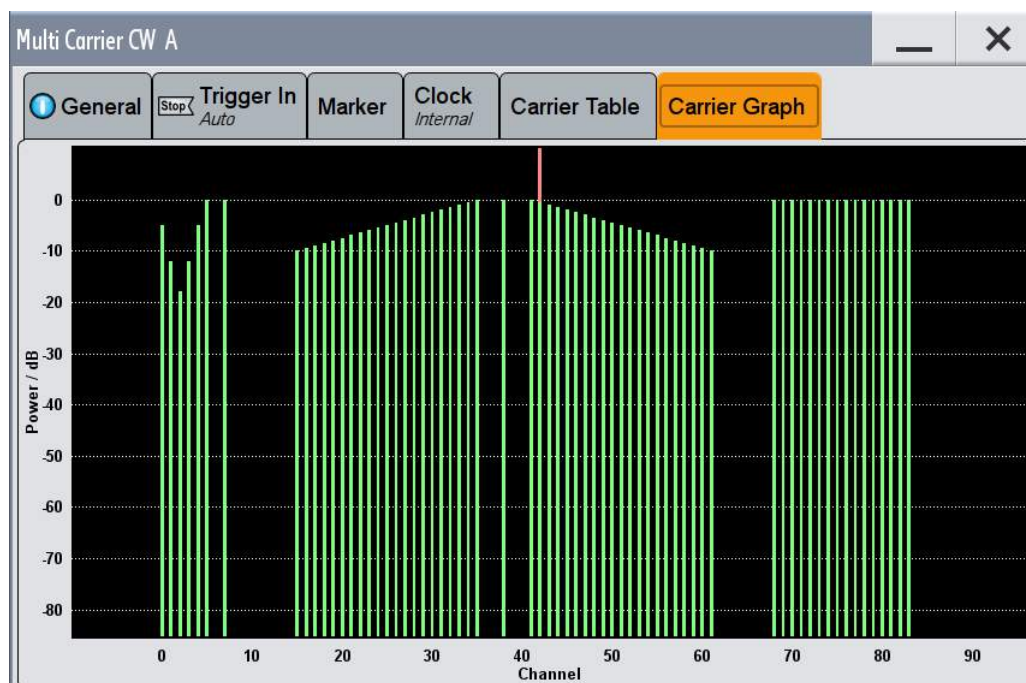 Multi Carrier CW A
General
Stop Trigger In
Auto
Marker
Clock
Internal
Carrier Table
Carrier Graph
Power / dB
0
-10
-20
-30
-40
-50
-60
-70
-80
0 10 20 30 40 50 60 70 80 90
Channel